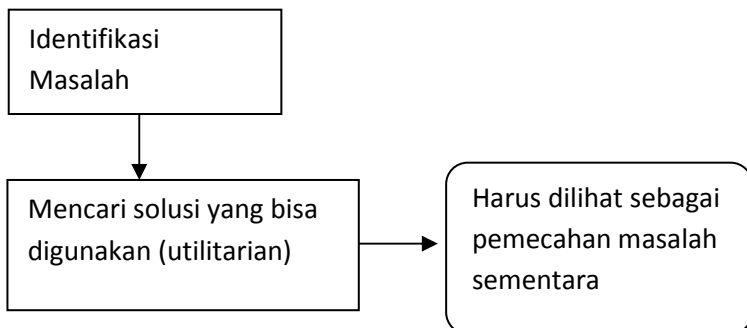 Identifikasi
Masalah
Mencari solusi yang bisa
digunakan (utilitarian)
Harus dilihat sebagai
pemecahan masalah
sementara